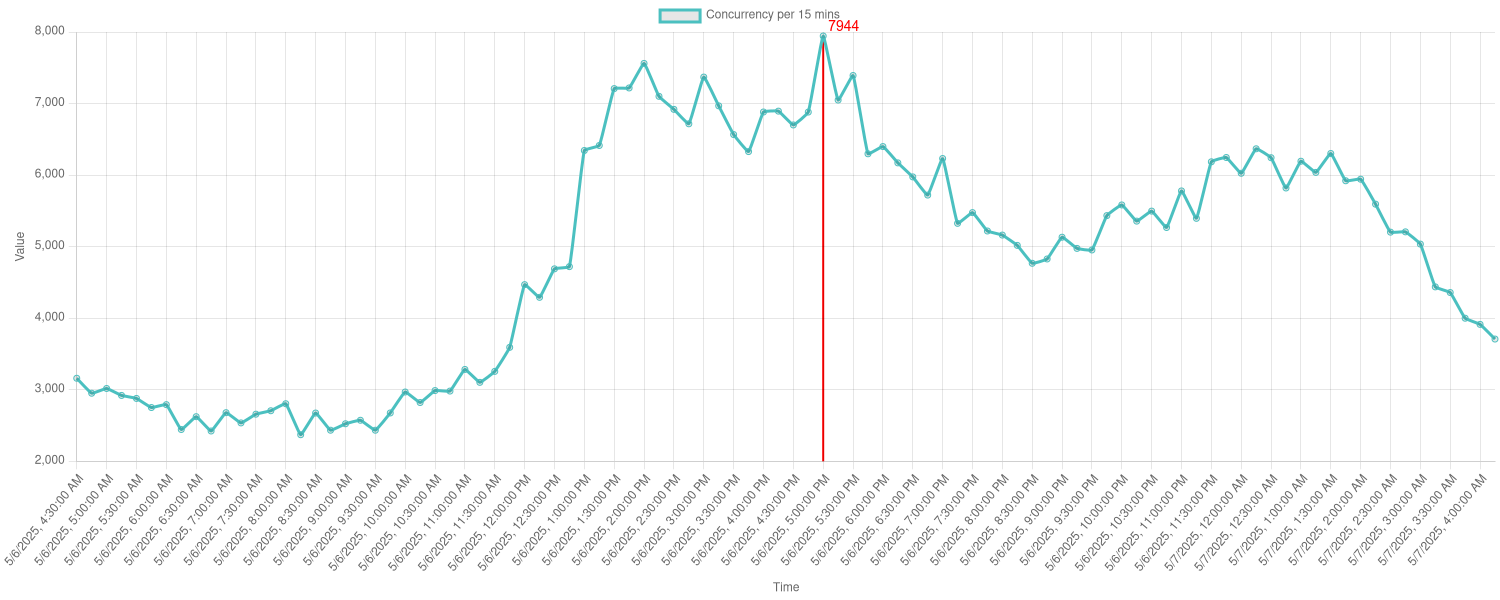 Concurrency per 15 mins
7944
8,000
7,000
6,000
5,000
4,000
3,000
2,000
Value
5/6/2025, 4:30:00 AM
5/6/2025, 5:00:00 AM
5/6/2025, 5:30:00 AM
5/6/2025, 6:00:00 AM
5/6/2025, 6:30:00 AM
5/6/2025, 7:00:00 AM
5/6/2025, 7:30:00 AM
5/6/2025, 8:00:00 AM
5/6/2025, 8:30:00 AM
5/6/2025, 9:00:00 AM
5/6/2025, 9:30:00 AM
5/6/2025, 10:00:00 AM
5/6/2025, 10:30:00 AM
5/6/2025, 11:00:00 AM
5/6/2025, 11:30:00 AM
5/6/2025, 12:00:00 PM
5/6/2025, 12:30:00 PM
5/6/2025, 1:00:00 PM
5/6/2025, 1:30:00 PM
5/6/2025, 2:00:00 PM
5/6/2025, 2:30:00 PM
5/6/2025, 3:00:00 PM
5/6/2025, 3:30:00 PM
5/6/2025, 4:00:00 PM
5/6/2025, 4:30:00 PM
5/6/2025, 5:00:00 PM
5/6/2025, 5:30:00 PM
5/6/2025, 6:00:00 PM
5/6/2025, 6:30:00 PM
5/6/2025, 7:00:00 PM
5/6/2025, 7:30:00 PM
5/6/2025, 8:00:00 PM
5/6/2025, 8:30:00 PM
5/6/2025, 9:00:00 PM
5/6/2025, 9:30:00 PM
5/6/2025, 10:00:00 PM
5/6/2025, 10:30:00 PM
5/6/2025, 11:00:00 PM
5/6/2025, 11:30:00 PM
5/7/2025, 12:00:00 AM
5/7/2025, 12:30:00 AM
5/7/2025, 1:00:00 AM
5/7/2025, 1:30:00 AM
5/7/2025, 2:00:00 AM
5/7/2025, 2:30:00 AM
5/7/2025, 3:00:00 AM
5/7/2025, 3:30:00 AM
5/7/2025, 4:00:00 AM
Time